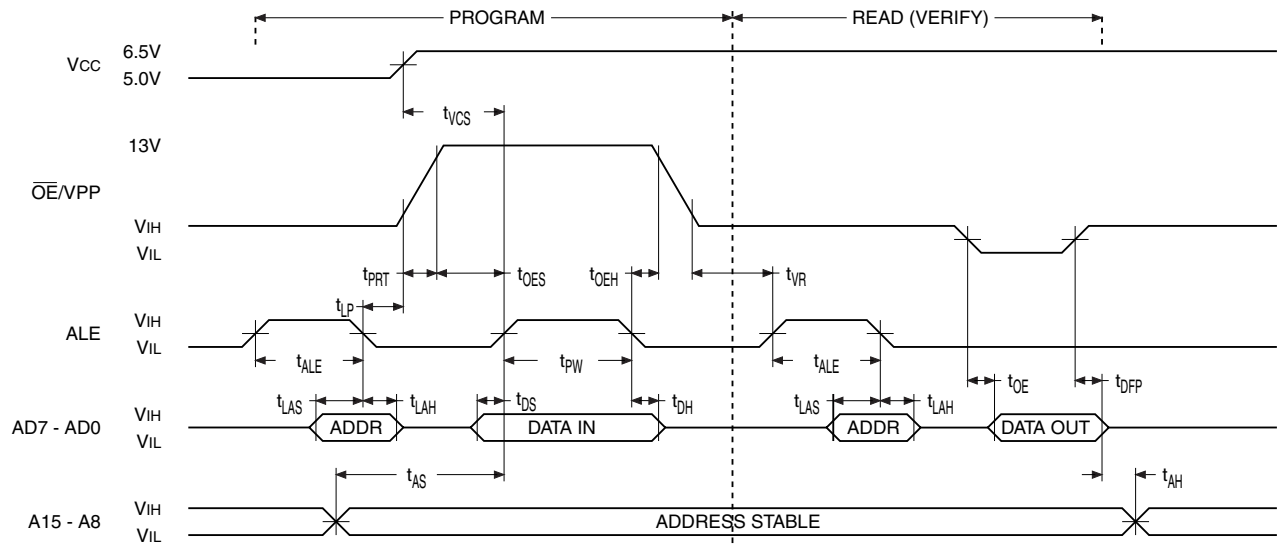 PROGRAM READ (VERIFY)
VCC 6.5V
5.0V
tVCS
13V
OE/VPP
VIH
VIL
tPRT tOES tOEH tVR
tLP
ALE VIH
VIL
tALE tPW tALE tOE tDFP
tLAS tLAH tDS tDH tLAS tLAH
AD7 - AD0 VIH
VIL
ADDR DATA IN ADDR DATA OUT
tAS tAH
A15 - A8 VIH
VIL
ADDRESS STABLE